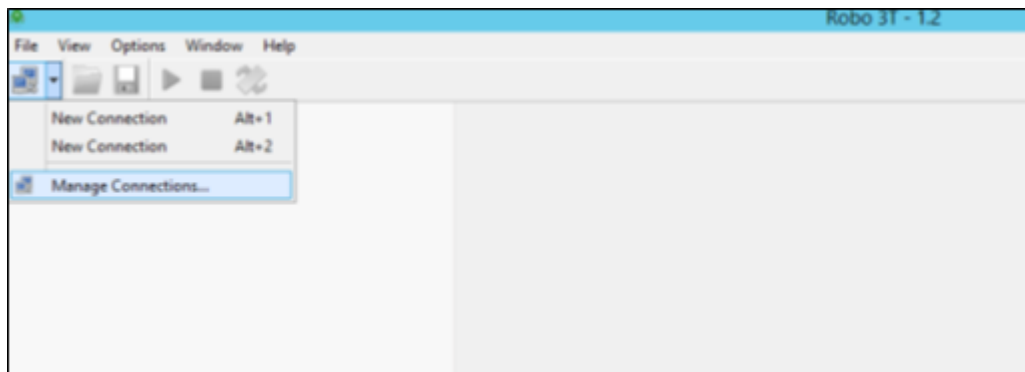 Robo 3T - 1.2
File View Options Window Help
New Connection Alt+1
New Connection Alt+2
Manage Connections...